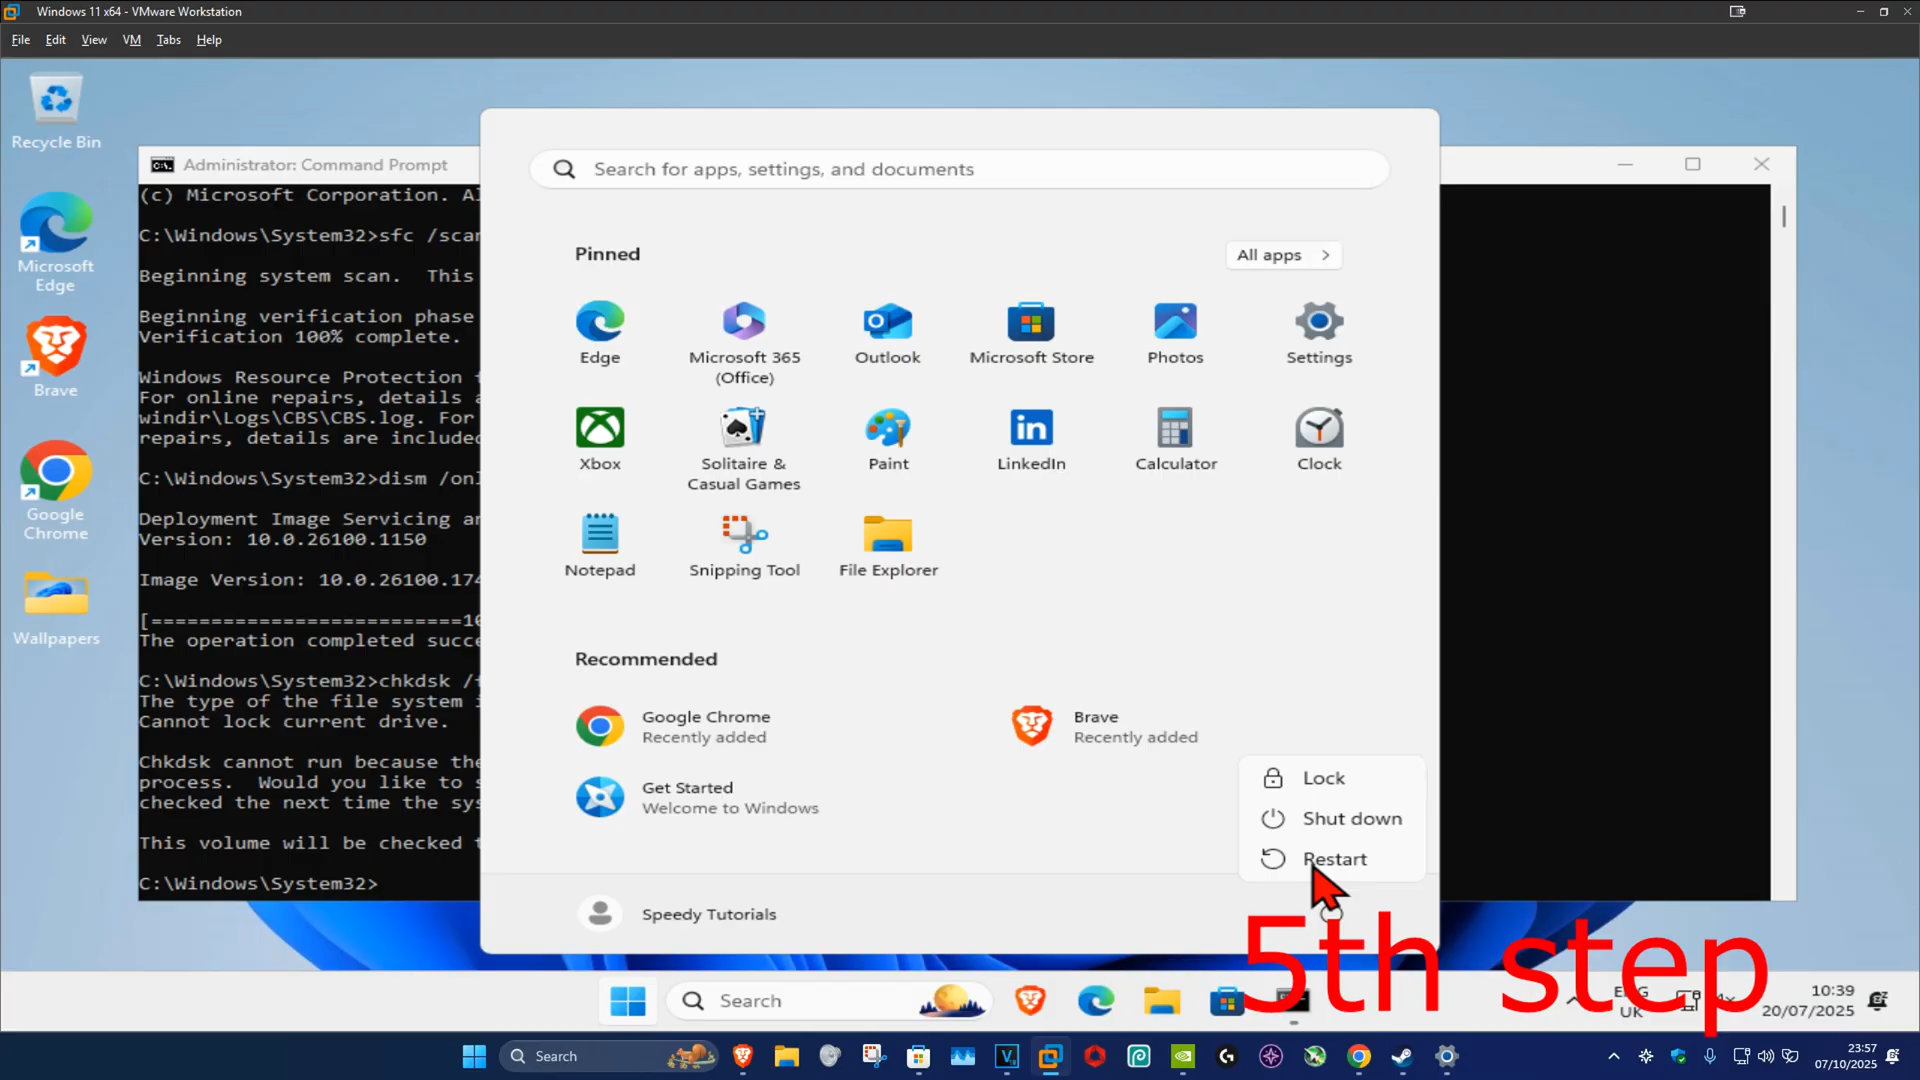 Windows 11 x64 - VMware Workstation
File Edit View VM Tabs Help
Recycle Bin
Microsoft
Edge
Brave
Google
Chrome
Wallpapers
Administrator: Command Prompt
(c) Microsoft Corporation. Al
C:\Windows\System32>sfc /scan
Beginning system scan.  This
Beginning verification phase
Verification 100% complete.
Windows Resource Protection f
For online repairs, details a
windir\Logs\CBS\CBS.log. For
repairs, details are included
C:\Windows\System32>dism /onl
Deployment Image Servicing an
Version: 10.0.26100.1150
Image Version: 10.0.26100.174
[==========================10
The operation completed succe
C:\Windows\System32>chkdsk /f
The type of the file system i
Cannot lock current drive.
Chkdsk cannot run because the
process.  Would you like to s
checked the next time the sys
This volume will be checked t
C:\Windows\System32>
Search for apps, settings, and documents
Pinned
All apps >
Edge
Microsoft 365
(Office)
Outlook
Microsoft Store
Photos
Settings
Xbox
Solitaire &
Casual Games
Paint
LinkedIn
Calculator
Clock
Notepad
Snipping Tool
File Explorer
Recommended
Google Chrome
Recently added
Brave
Recently added
Get Started
Welcome to Windows
Lock
Shut down
Restart
Speedy Tutorials
5th step
Search
ENG
UK
10:39
20/07/2025
Search
23:57
07/10/2025